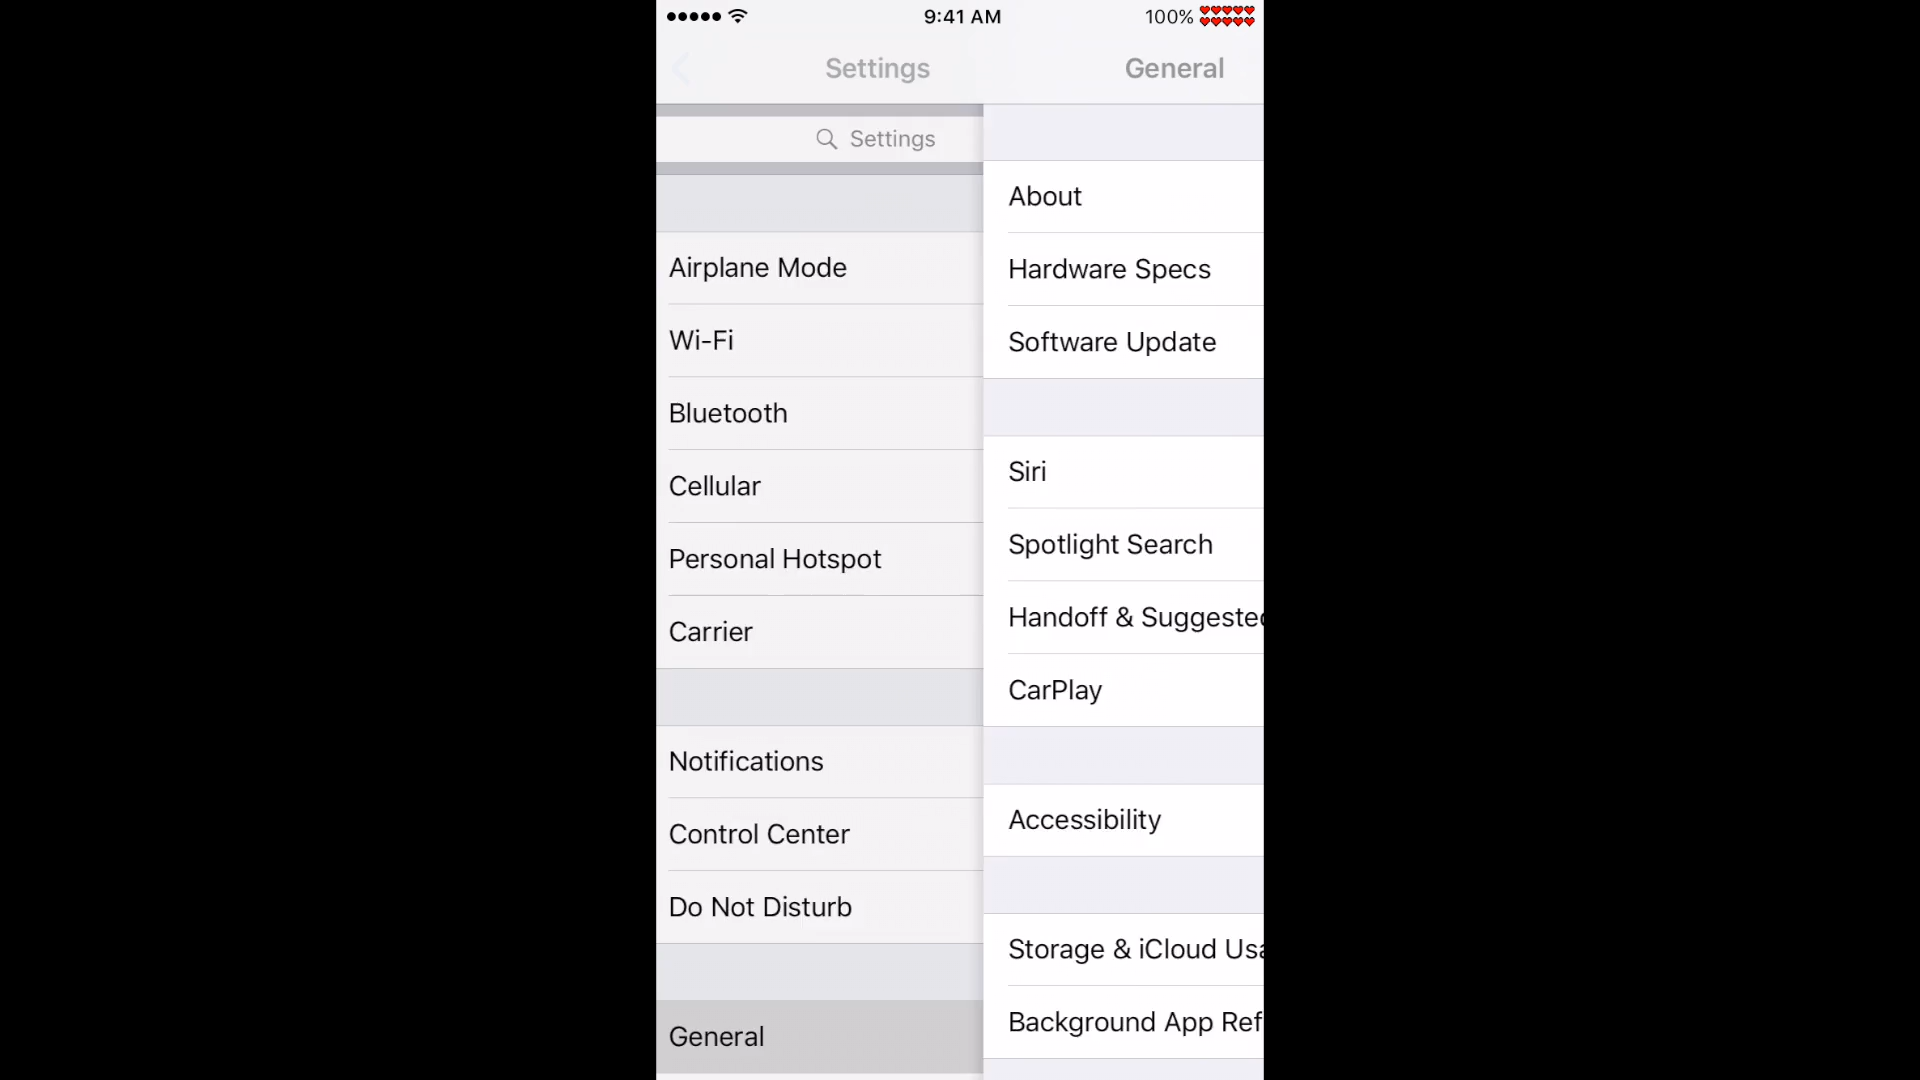 9:41 AM
100%
Settings
General
Settings
Airplane Mode
Wi-Fi
Bluetooth
Cellular
Personal Hotspot
Carrier
Notifications
Control Center
Do Not Disturb
General
About
Hardware Specs
Software Update
Siri
Spotlight Search
Handoff & Suggested
CarPlay
Accessibility
Storage & iCloud Usa
Background App Ref